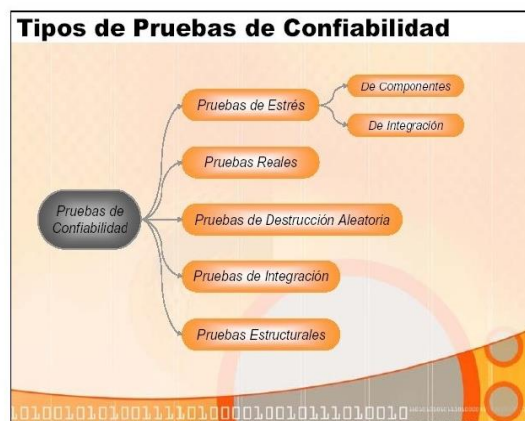 Tipos de Pruebas de Confiabilidad
De Componentes
Pruebas de Estrés
De Integración
Pruebas Reales
Pruebas de
Confiabilidad
Pruebas de Destrucción Aleatoria
Pruebas de Integración
Pruebas Estructurales